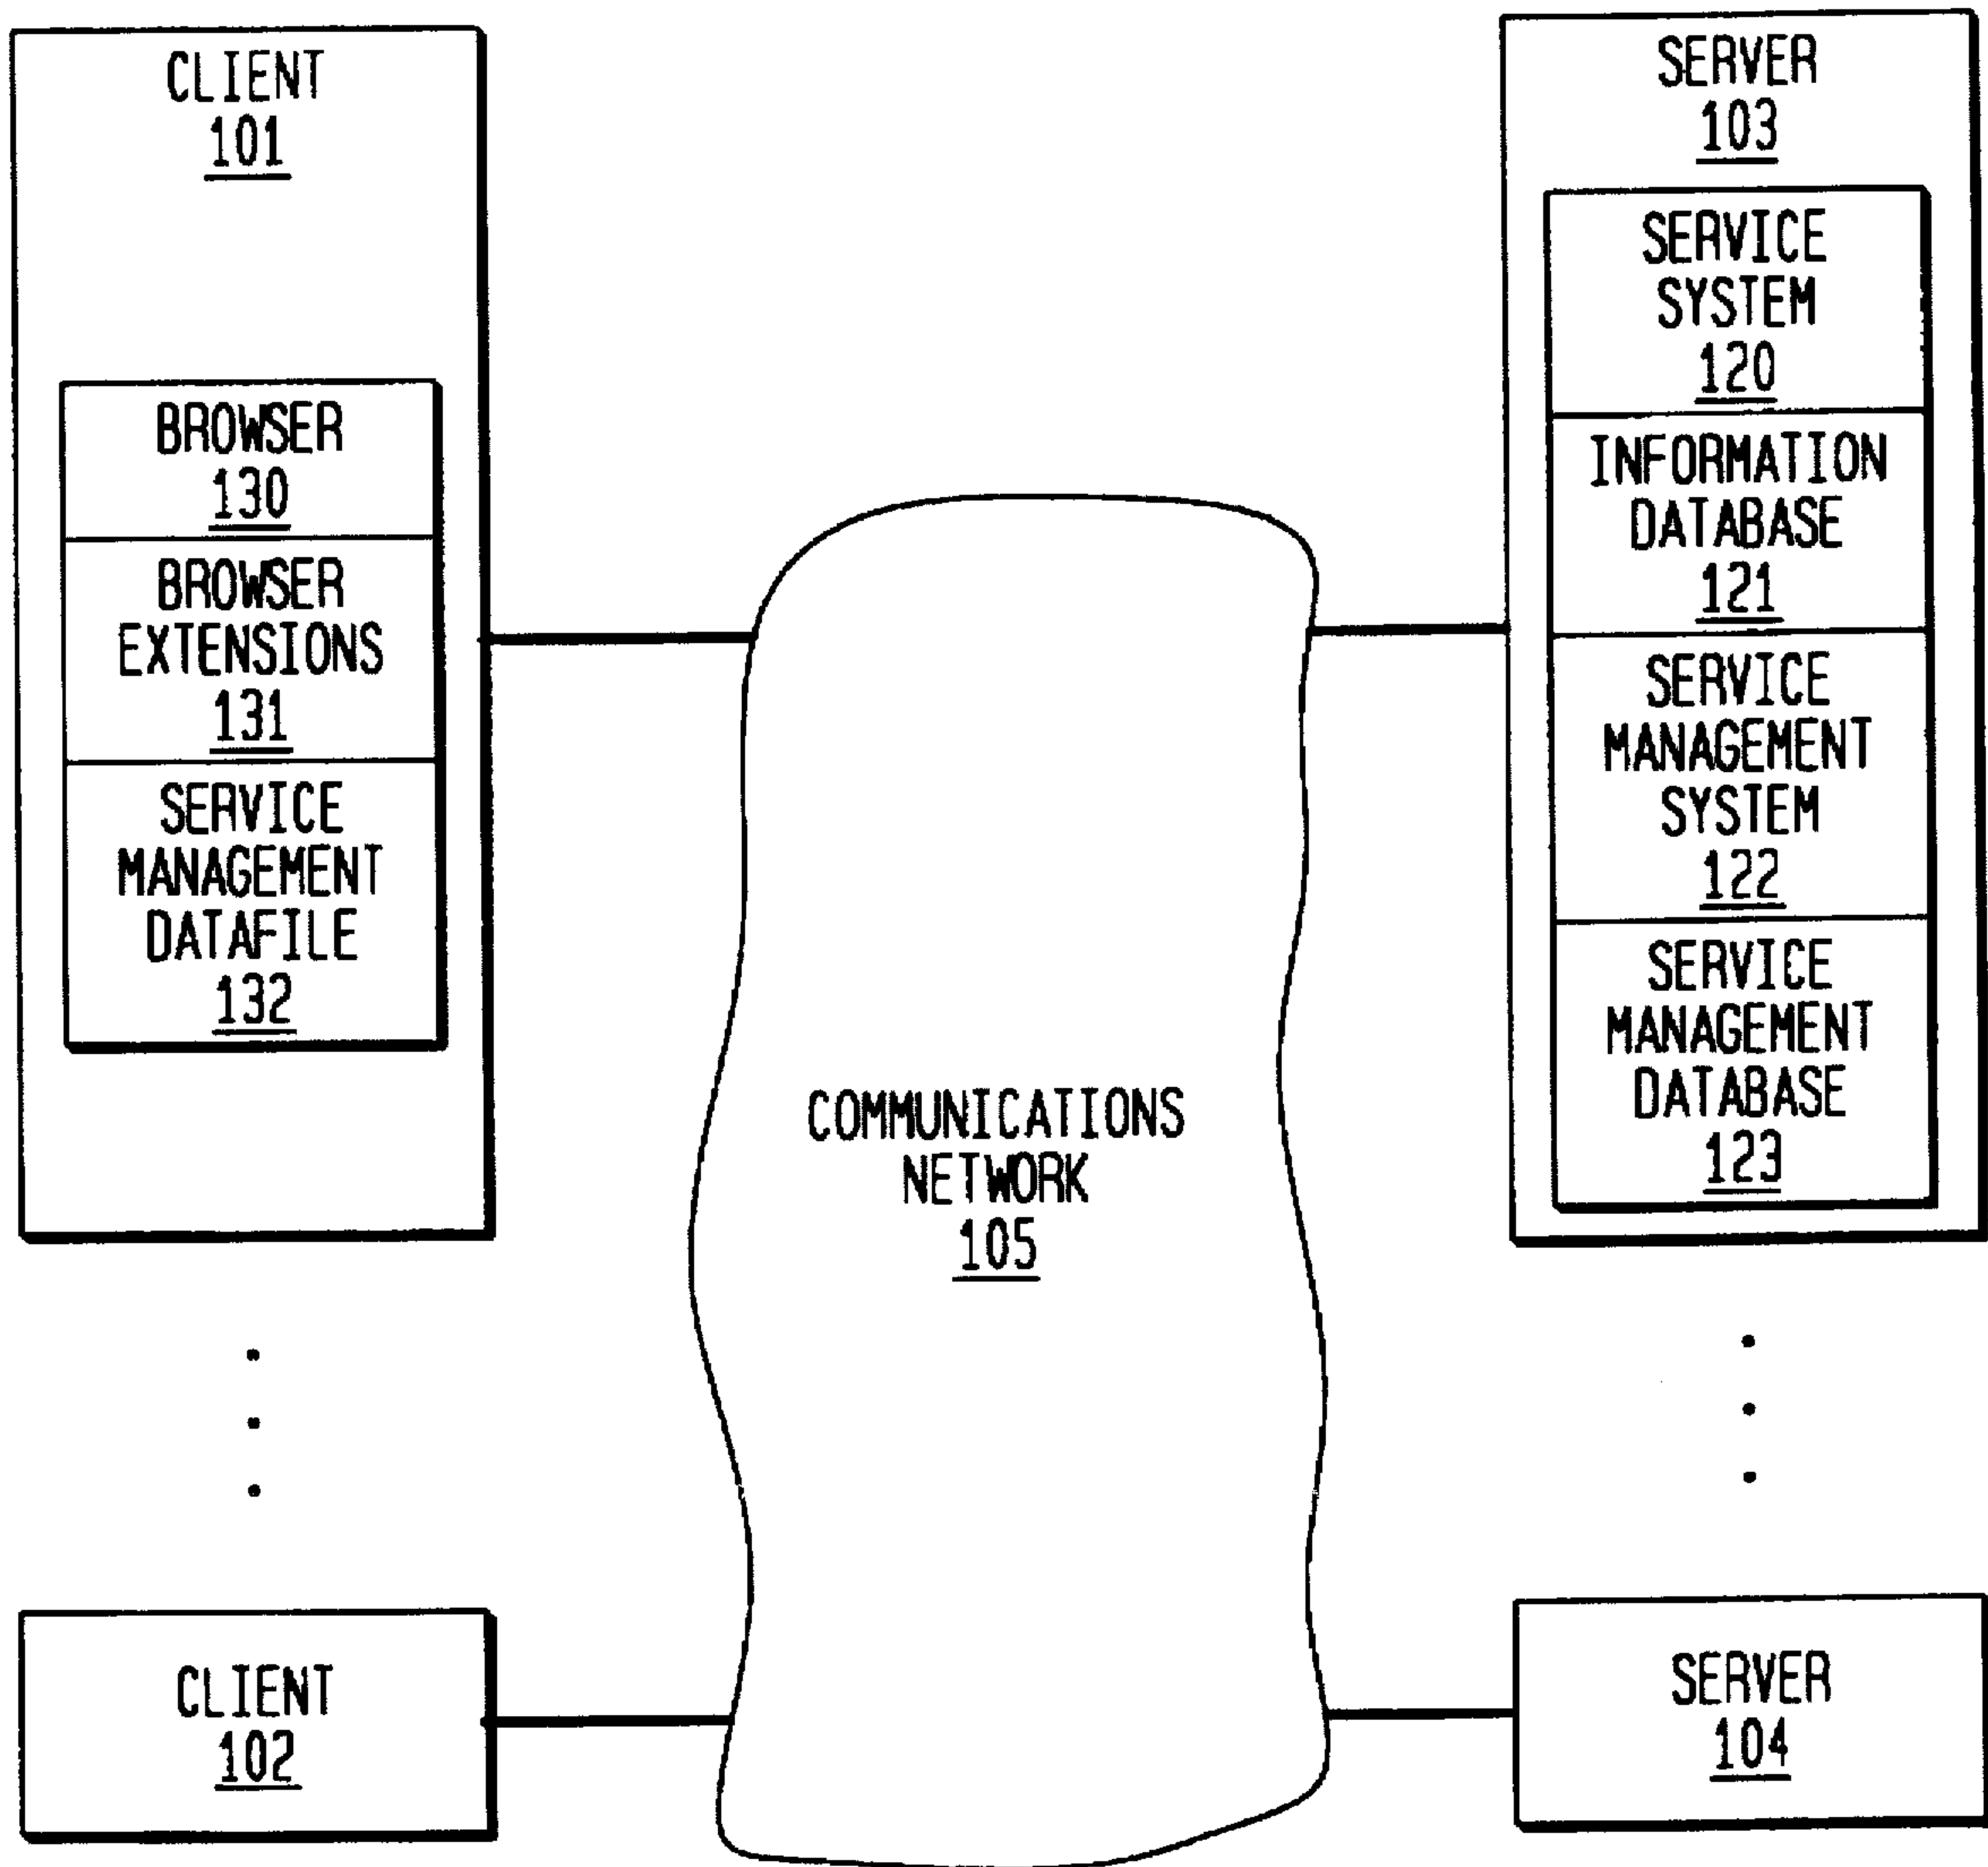 CLIENT
101
BROWSER
130
BROWSER
EXTENSIONS
131
SERVICE
MANAGEMENT
DATAFILE
132
COMMUNICATIONS
NETWORK
105
SERVER
103
SERVICE
SYSTEM
120
INFORMATION
DATABASE
121
SERVICE
MANAGEMENT
SYSTEM
122
SERVICE
MANAGEMENT
DATABASE
123
CLIENT
102
SERVER
104